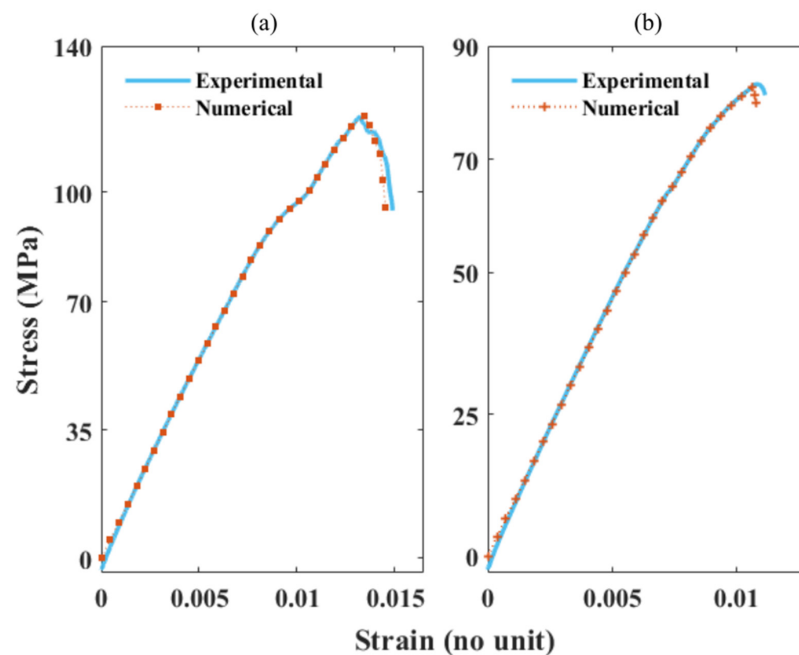 (a)
(b)
140
100
70
35
0
Experimental
Numerical
0
0.005
0.01
0.015
90
70
50
25
0
Experimental
Numerical
0
0.005
0.01
Stress (MPa)
Strain (no unit)